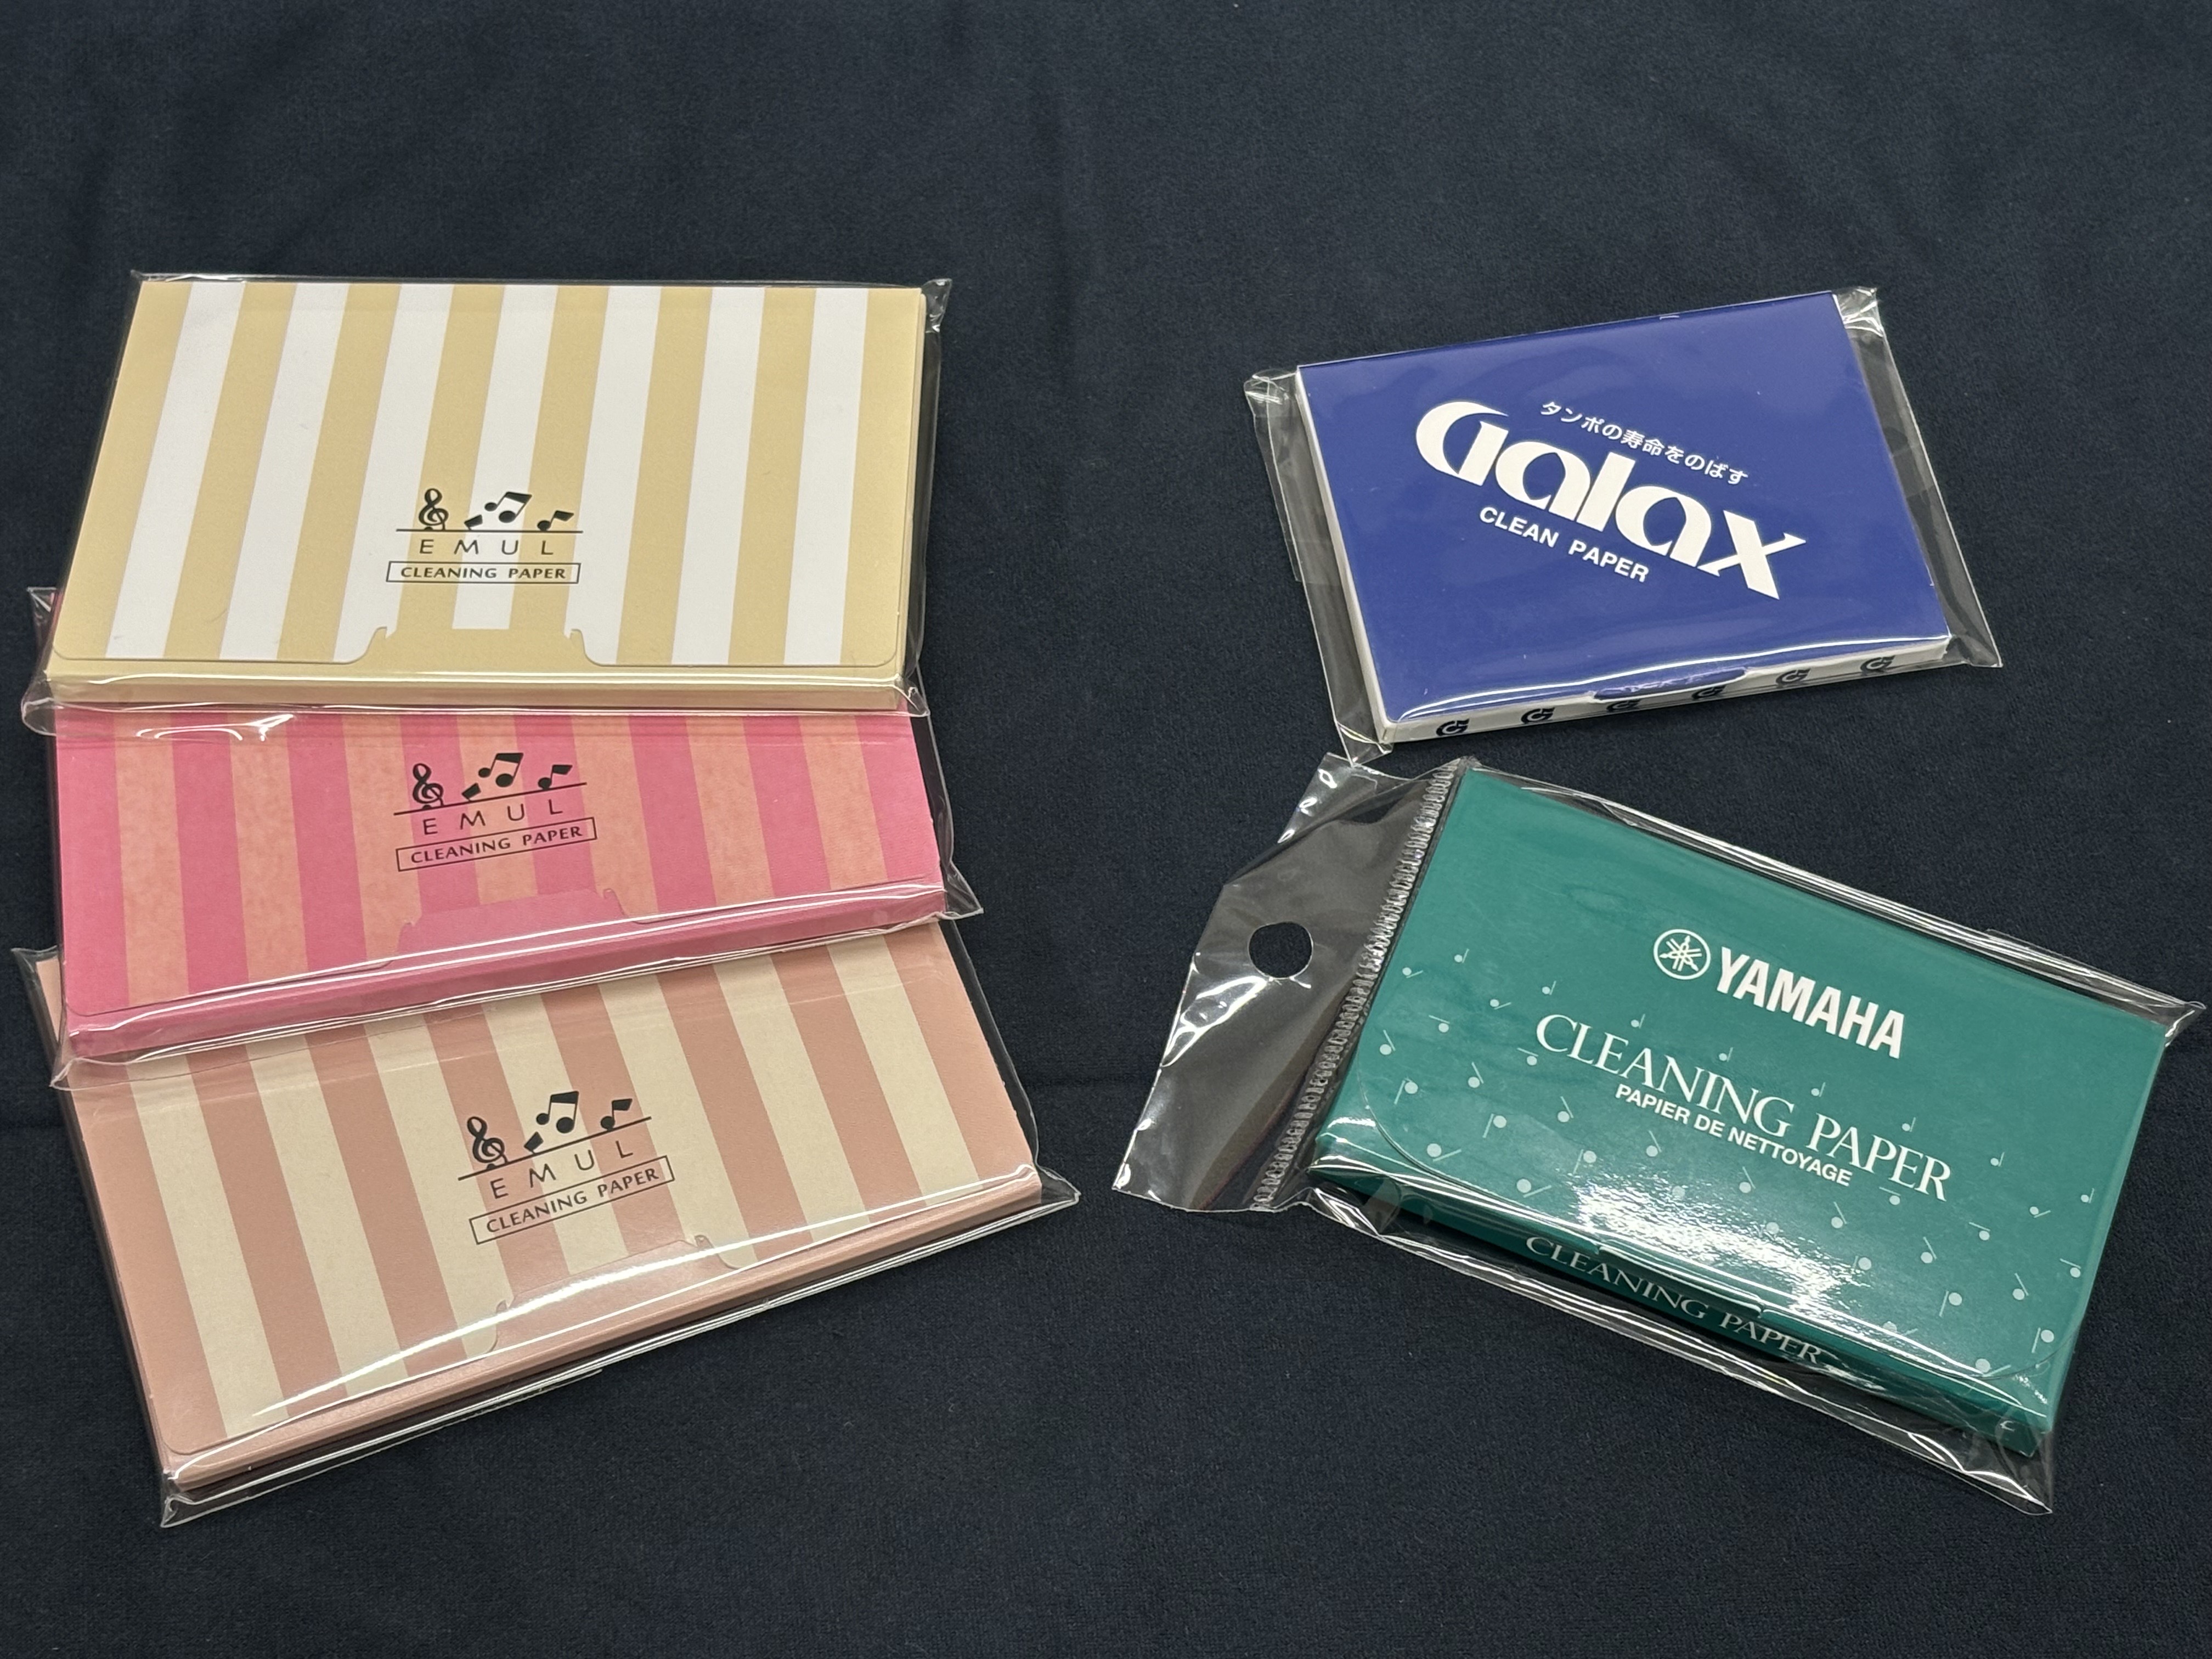 EMUL
CLEANING PAPER
EMUL
CLEANING PAPER
EMUL
CLEANING PAPER
タンポの寿命をのばす
Galax
CLEAN PAPER
G G G G G G
YAMAHA
CLEANING PAPER
PAPIER DE NETTOYAGE
CLEANING PAPER